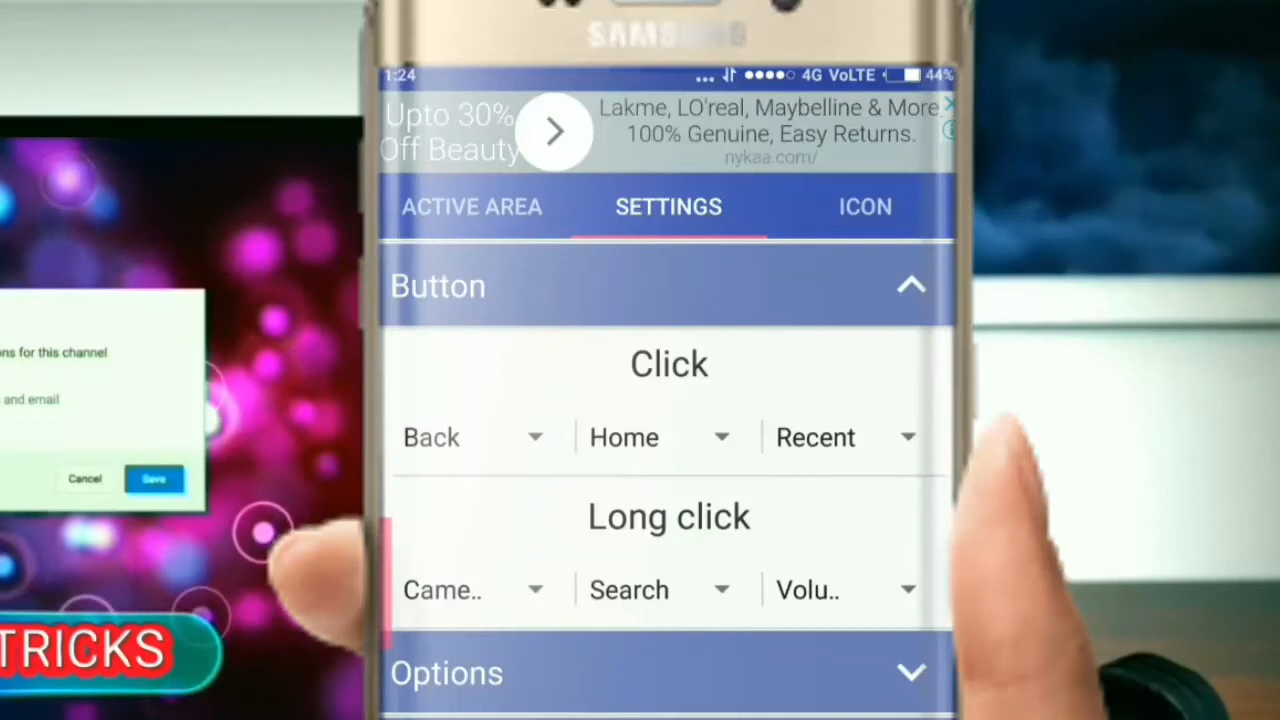 SAMSUNG
1:24
... 4G VoLTE 44%
Upto 30%
Off Beauty
Lakme, LO'real, Maybelline & More
100% Genuine, Easy Returns.
nykaa.com/
ACTIVE AREA SETTINGS ICON
Button
Click
Back Home Recent
Long click
Came.. Search Volu..
Options
ns for this channel
and email
Cancel Save
TRICKS